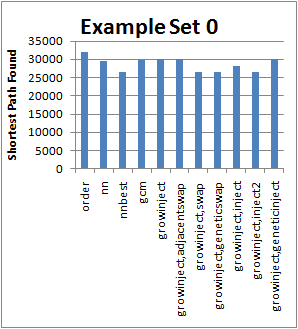 Example Set 0
Shortest Path Found
35000
30000
25000
20000
15000
10000
5000
0
order
nn
nnbest
gcm
growinject
growinject,adjacentswap
growinject,swap
growinject,geneticswap
growinject,inject
growinject,inject2
growinject,geneticinject